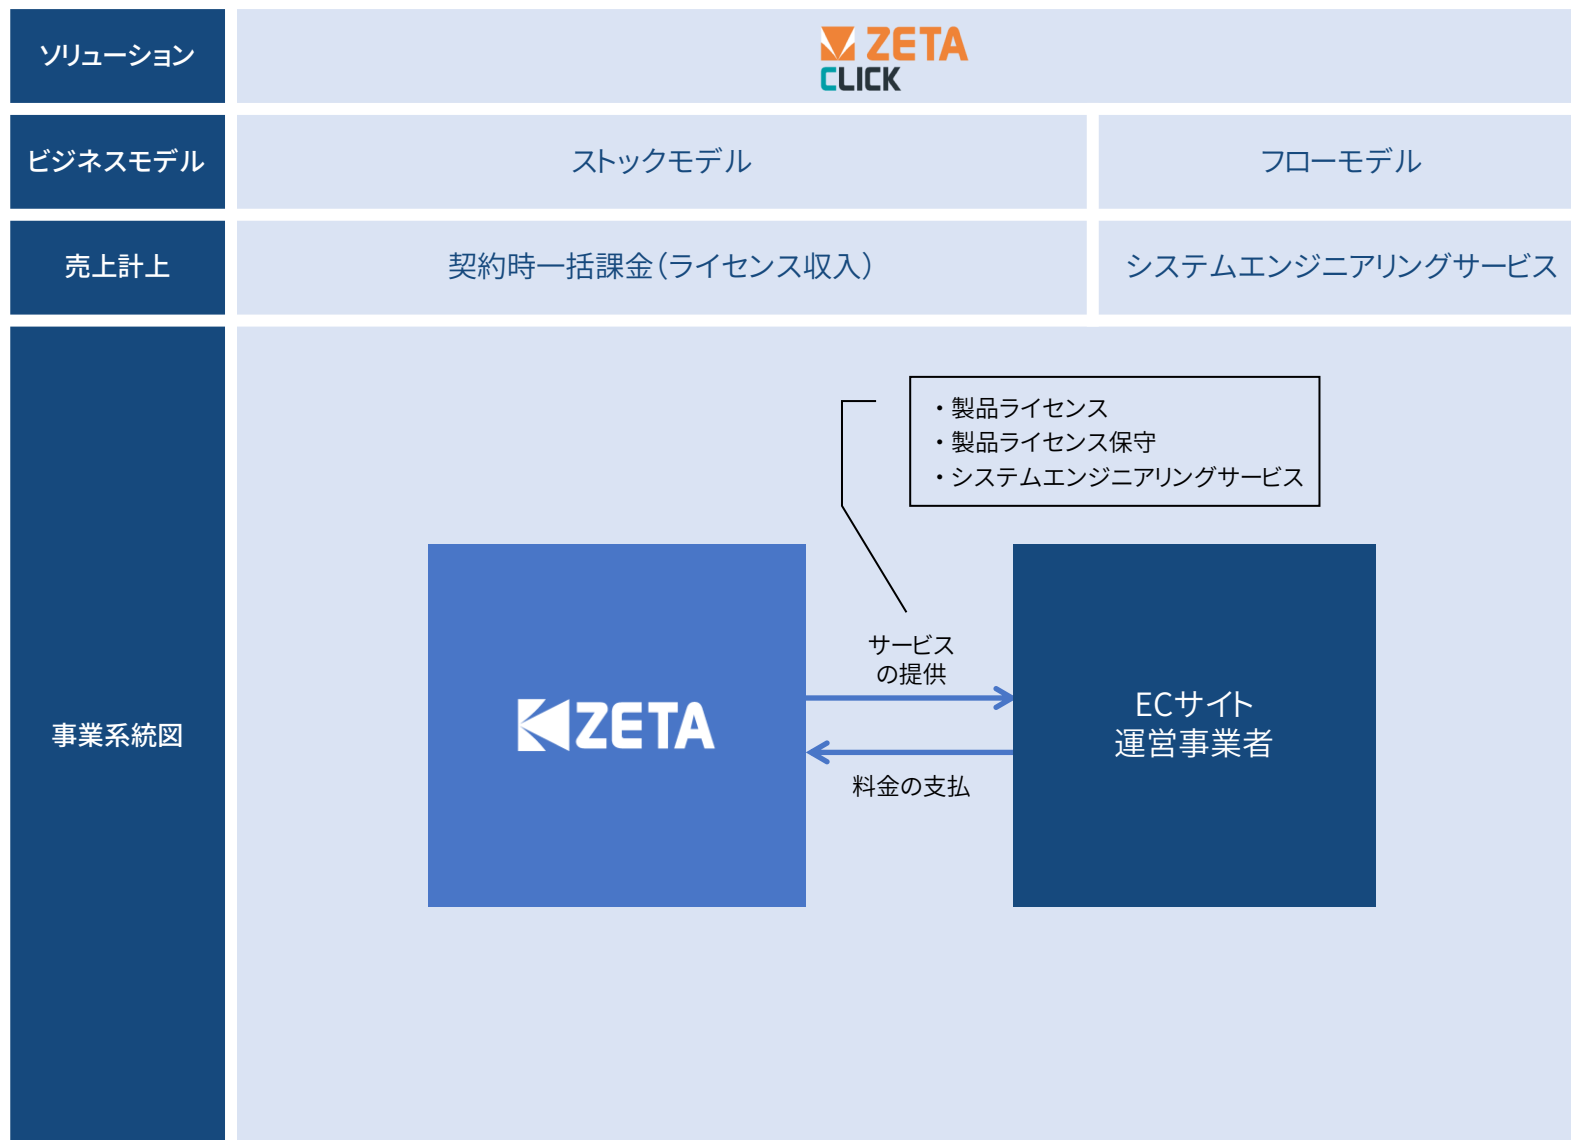 ソリューション
ZETA
CLICK
ビジネスモデル
ストックモデル
フローモデル
売上計上
契約時一括課金（ライセンス収入）
システムエンジニアリングサービス
事業系統図
・製品ライセンス
・製品ライセンス保守
・システムエンジニアリングサービス
サービス
の提供
ZETA
ECサイト
運営事業者
料金の支払